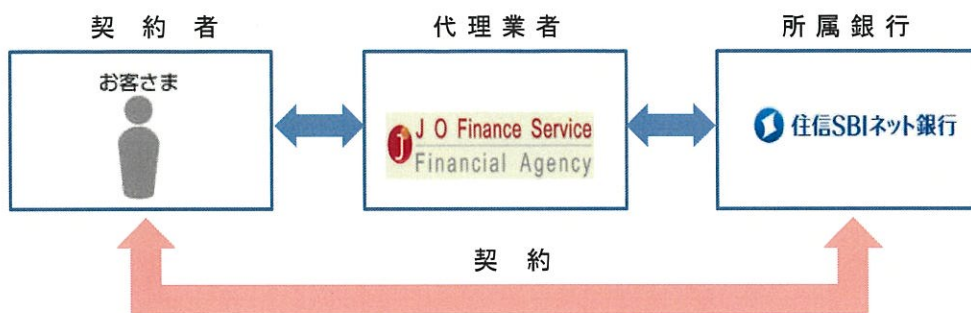 契約者
代理業者
所属銀行
お客さま
J O Finance Service
Financial Agency
住信SBIネット銀行
契約